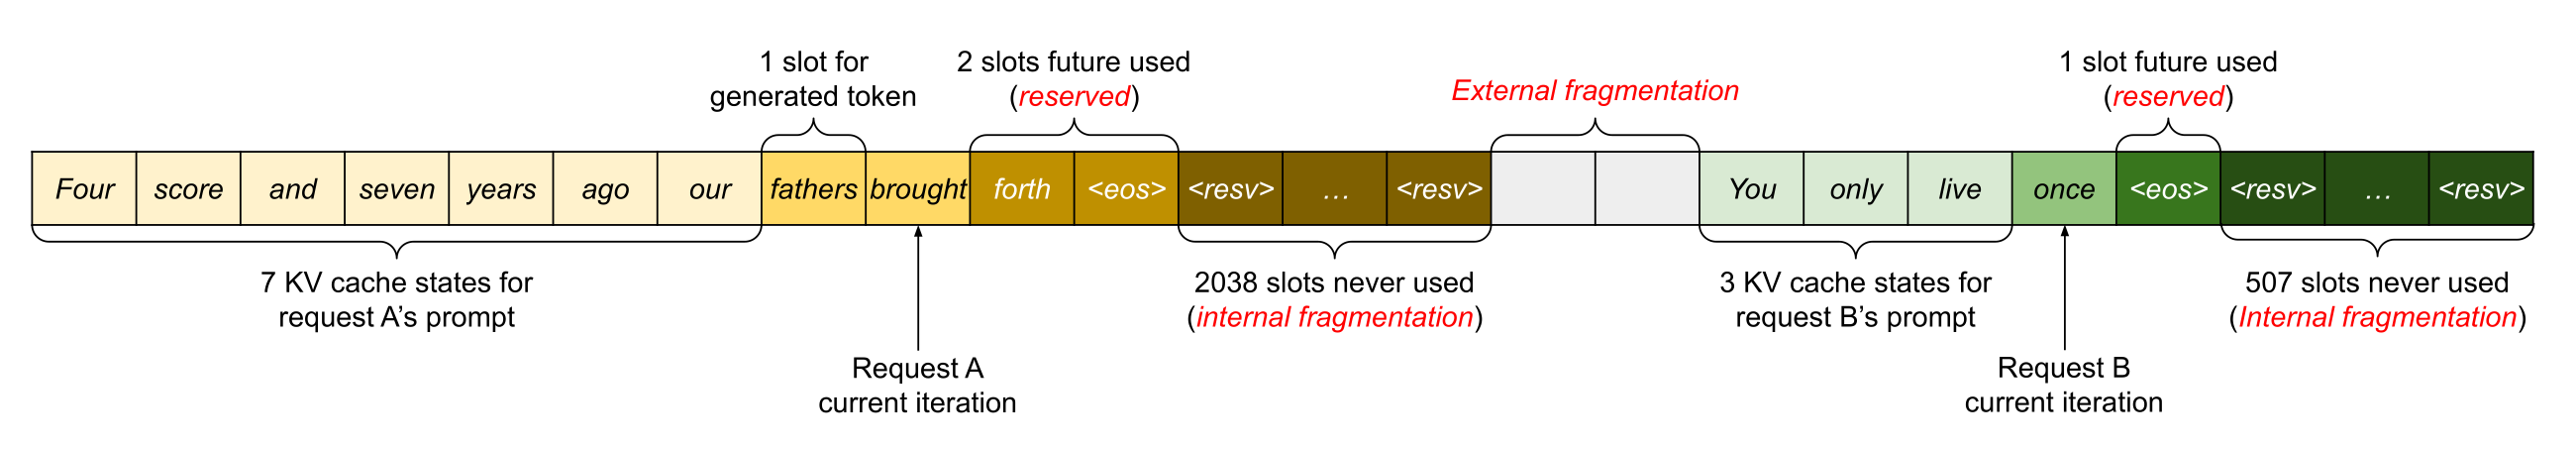 1 slot for
generated token
2 slots future used
(reserved)
External fragmentation
1 slot future used
(reserved)
Four score and seven years ago our fathers brought forth <eos> <resv> ... <resv> You only live once <eos> <resv> ... <resv>
7 KV cache states for
request A's prompt
2038 slots never used
(internal fragmentation)
3 KV cache states for
request B's prompt
507 slots never used
(Internal fragmentation)
Request A
current iteration
Request B
current iteration